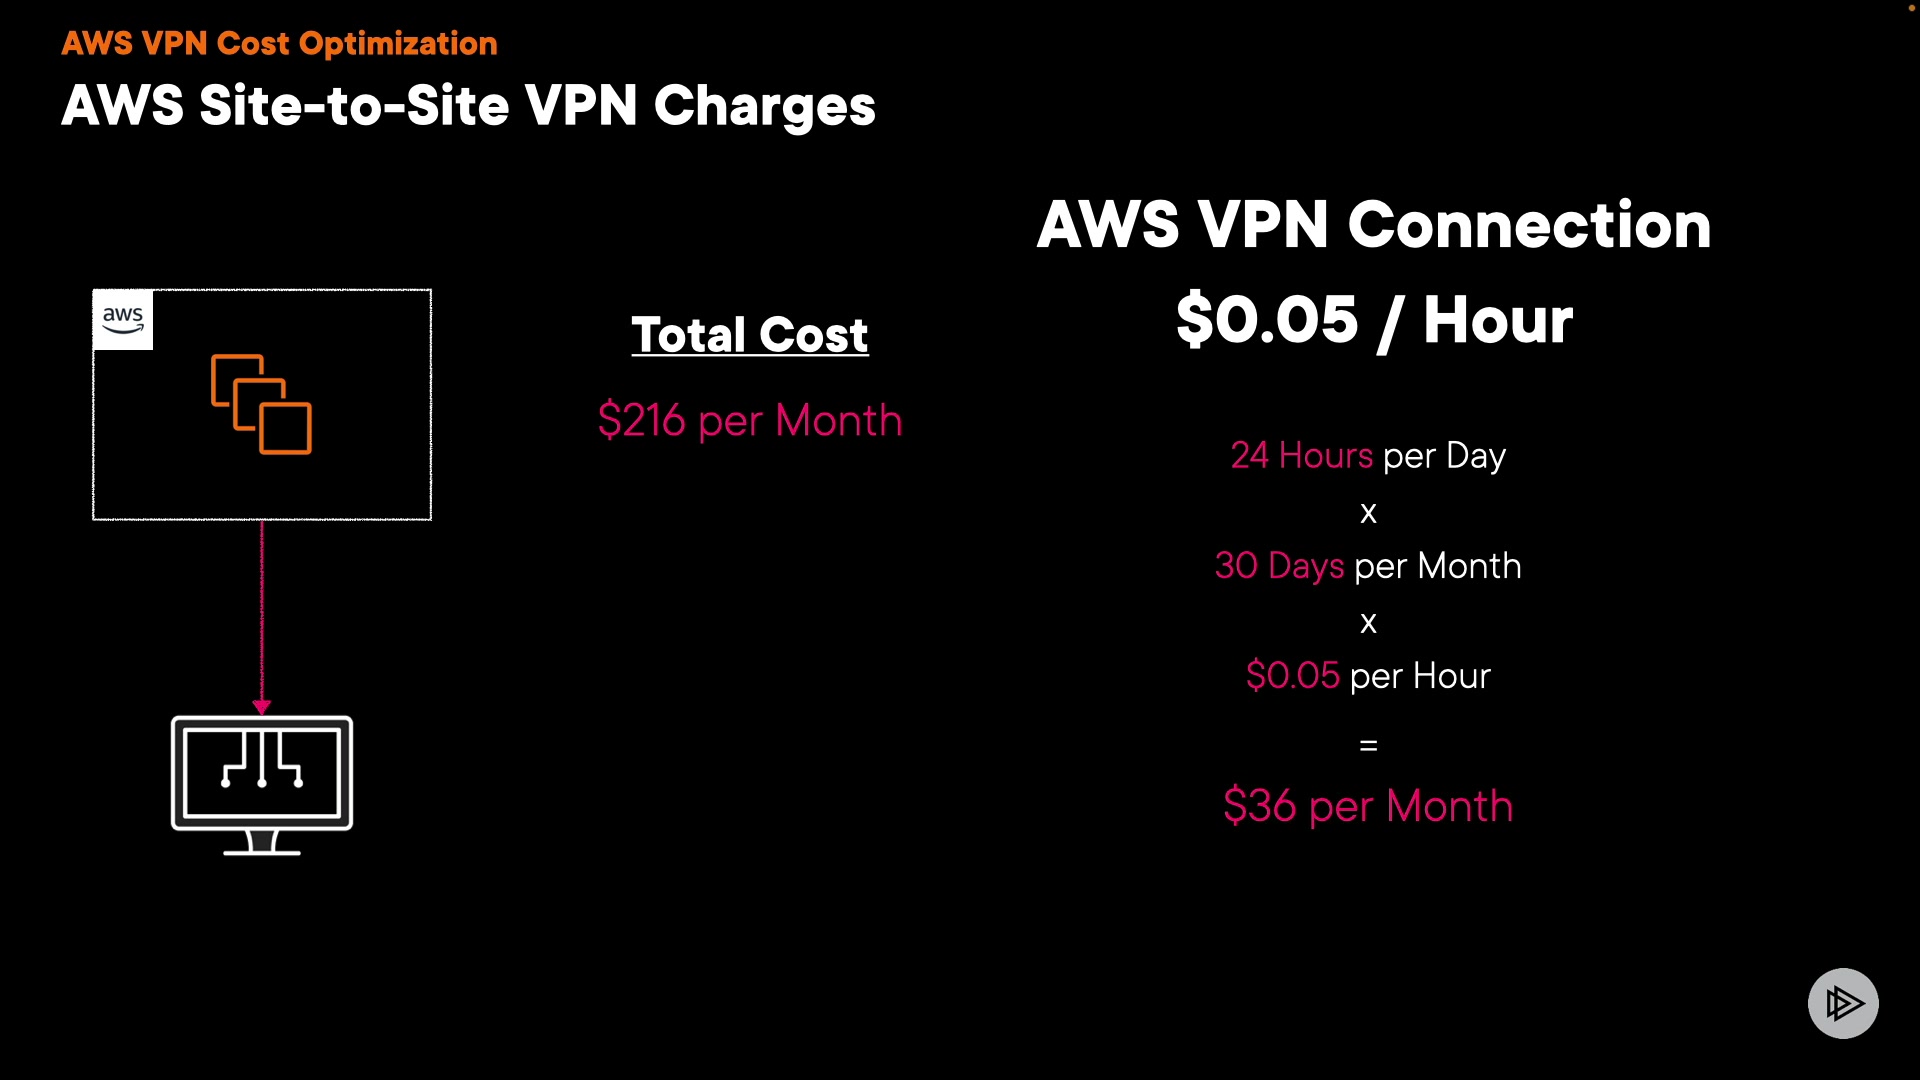 AWS VPN Cost Optimization
AWS Site-to-Site VPN Charges
aws
Total Cost
$216 per Month
AWS VPN Connection
$0.05 / Hour
24 Hours per Day
x
30 Days per Month
x
$0.05 per Hour
=
$36 per Month